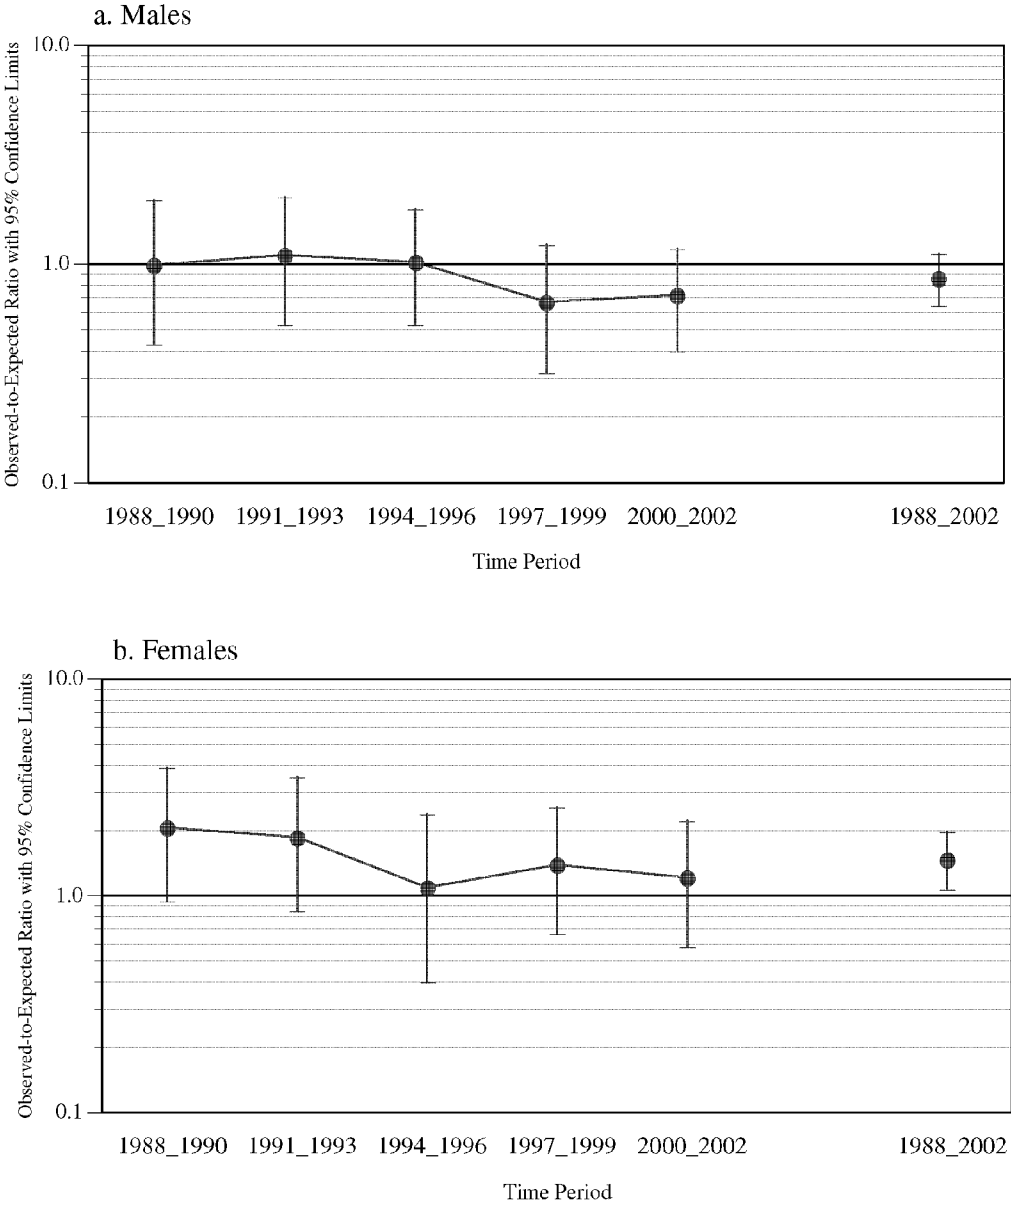 a. Males
10.0
1.0
0.1
Observed-to-Expected Ratio with 95% Confidence Limits
1988_1990 1991_1993 1994_1996 1997_1999 2000_2002 1988_2002
Time Period
b. Females
10.0
1.0
0.1
Observed-to-Expected Ratio with 95% Confidence Limits
1988_1990 1991_1993 1994_1996 1997_1999 2000_2002 1988_2002
Time Period